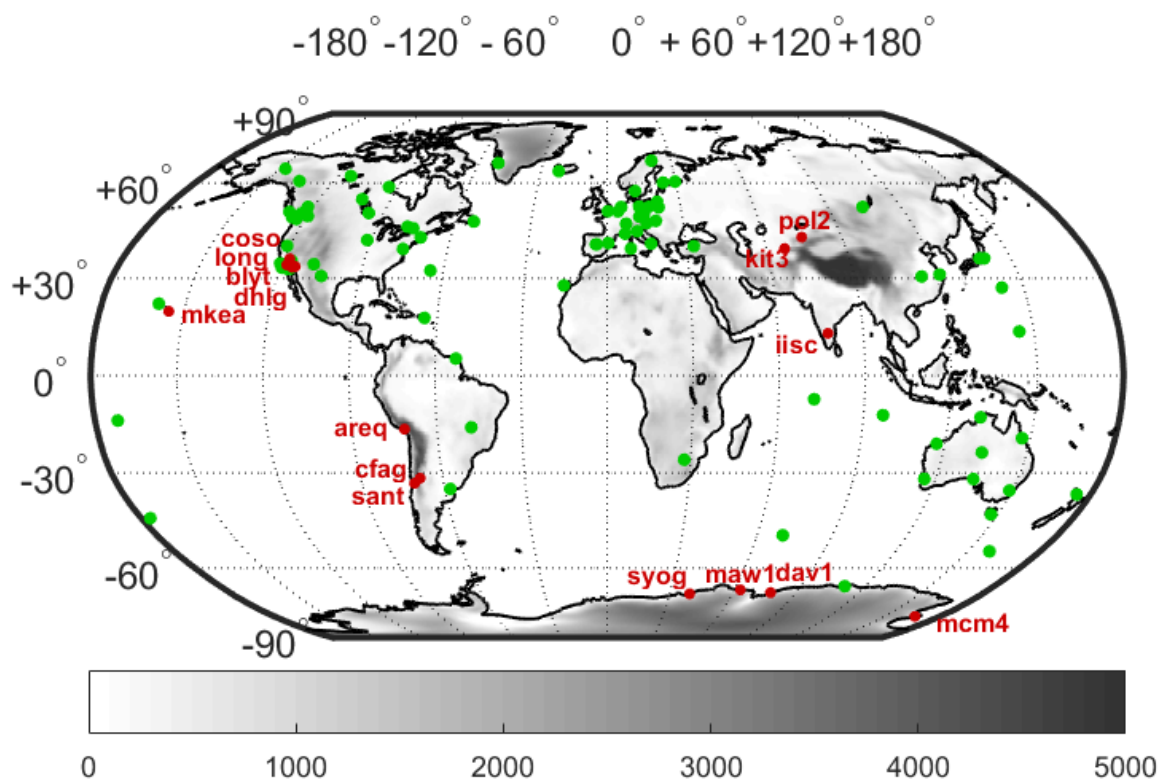 -180° -120° - 60° 0° + 60° +120° +180°
+90°
+60°
pol2
coso
long
kit3
blyt
+30°
dhlg
mkea
iisc
0°
areq
cfag
-30°
sant
-60°
syog maw1 dav1
mcm4
-90°
0 1000 2000 3000 4000 5000